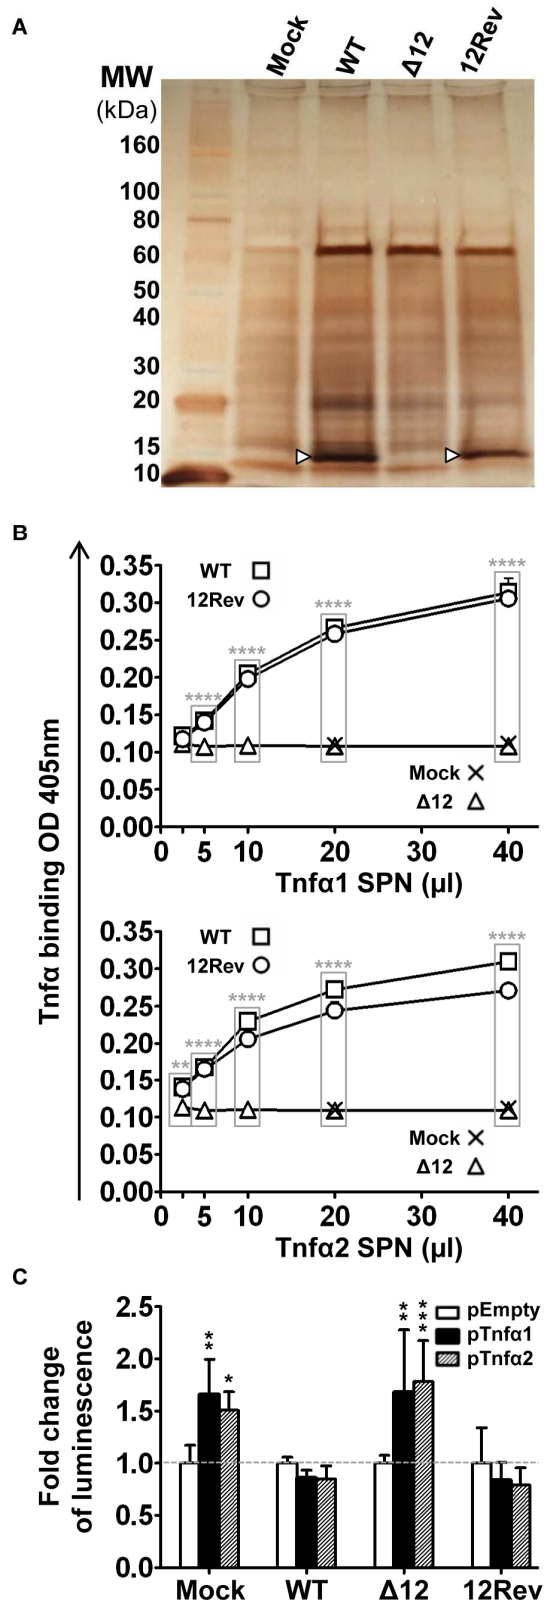 A
Mock WT Δ12 12Rev
MW
(kDa)
160
100
80
60
50
40
30
20
15
10
B
Tnfα binding OD 405nm
0.35
0.30
0.25
0.20
0.15
0.10
0.05
0.00
WT
12Rev
****
****
****
****
Mock
Δ12
0 5 10 20 30 40
Tnfα1 SPN (µl)
0.35
0.30
0.25
0.20
0.15
0.10
0.05
0.00
WT
12Rev
**
****
****
****
****
Mock
Δ12
0 5 10 20 30 40
Tnfα2 SPN (µl)
C
Fold change
of luminescence
2.5
2.0
1.5
1.0
0.5
0.0
**
*
**
***
pEmpty
pTnfα1
pTnfα2
Mock WT Δ12 12Rev